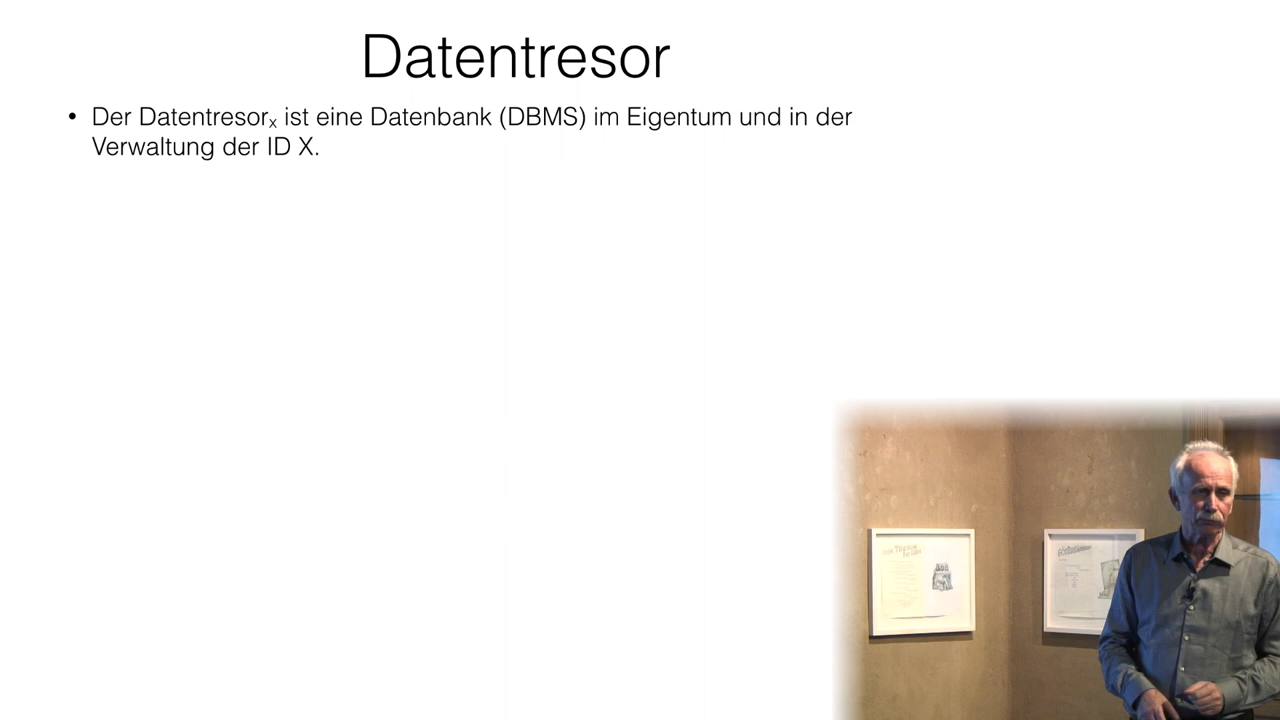 Datentresor
• Der Datentresorₓ ist eine Datenbank (DBMS) im Eigentum und in der
Verwaltung der ID X.